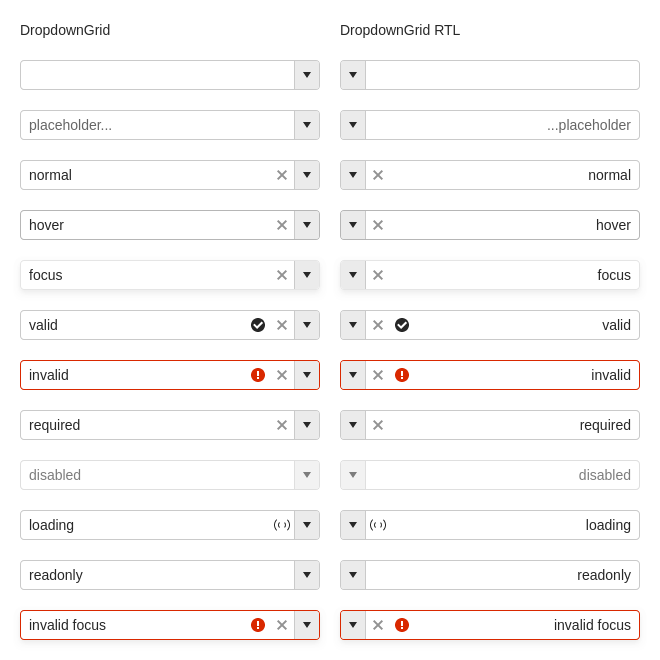 DropdownGrid
placeholder...
normal
hover
focus
valid
invalid
required
disabled
loading
readonly
invalid focus
DropdownGrid RTL
...placeholder
normal
hover
focus
valid
invalid
required
disabled
loading
readonly
invalid focus